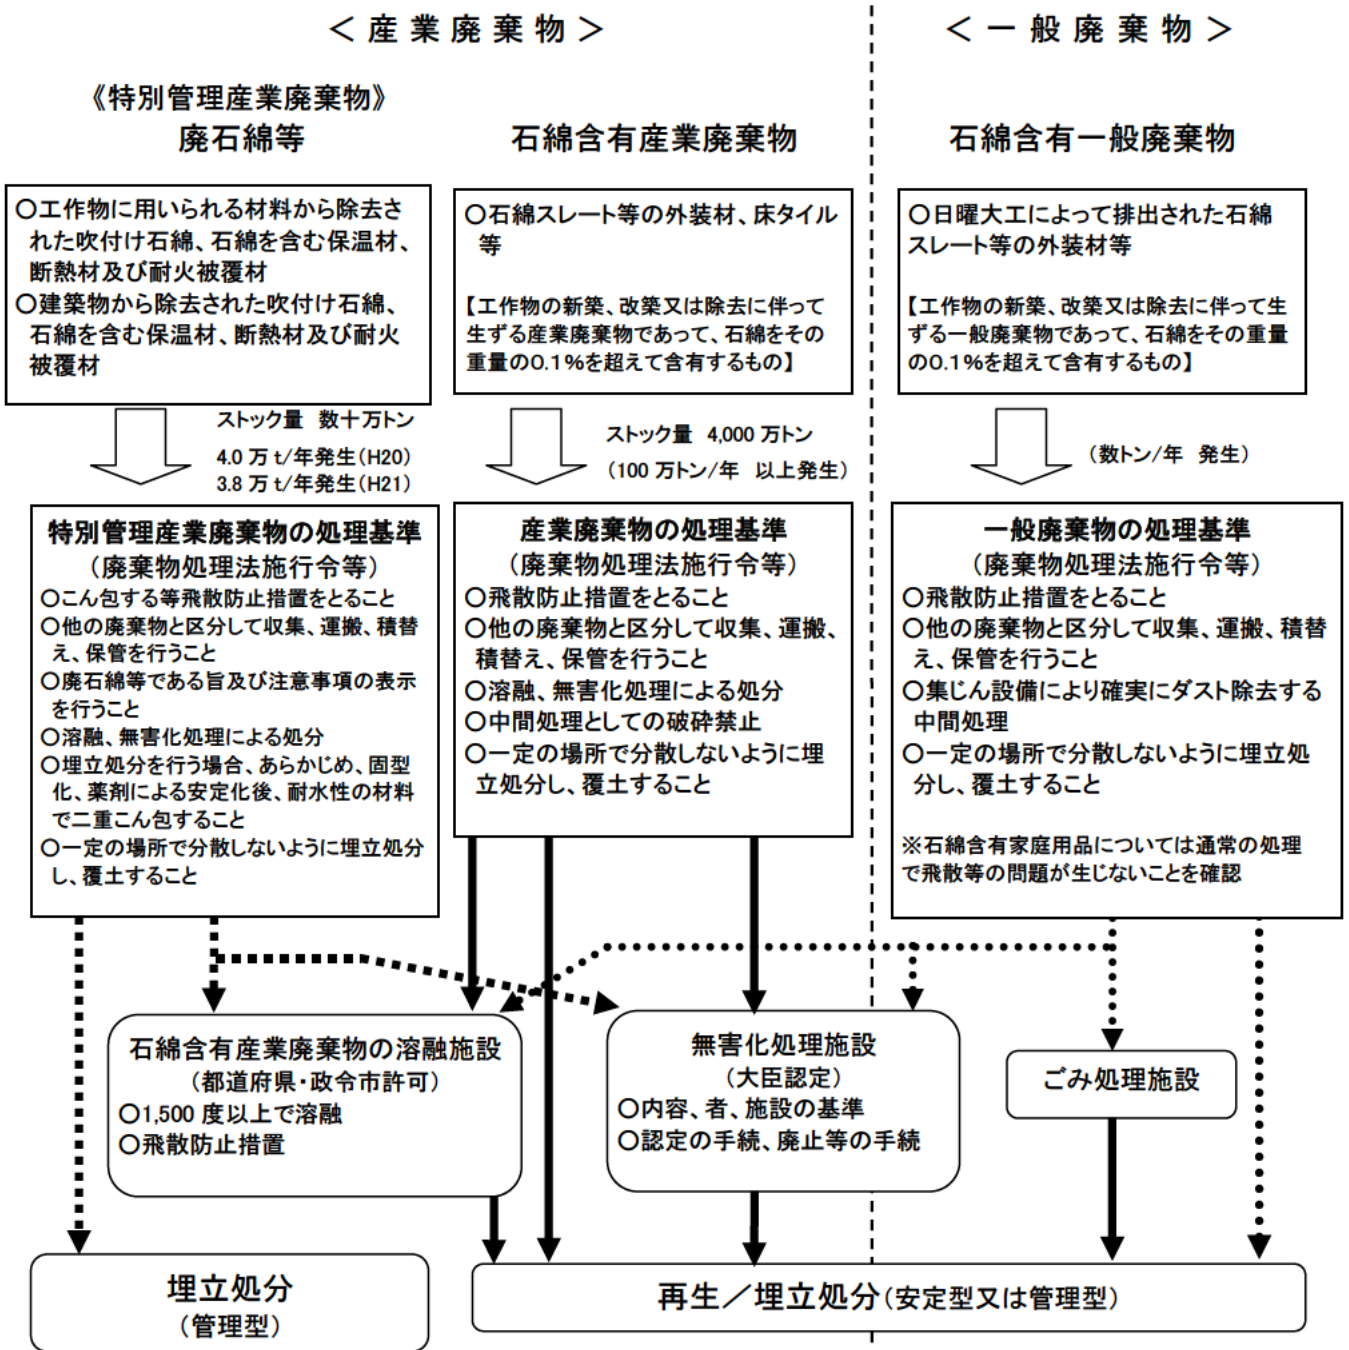 ＜産業廃棄物＞
＜一般廃棄物＞
《特別管理産業廃棄物》
廃石綿等
石綿含有産業廃棄物
石綿含有一般廃棄物
〇工作物に用いられる材料から除去さ
れた吹付け石綿、石綿を含む保温材、
断熱材及び耐火被覆材
〇建築物から除去された吹付け石綿、
石綿を含む保温材、断熱材及び耐火
被覆材
〇石綿スレート等の外装材、床タイル
等
【工作物の新築、改築又は除去に伴って
生ずる産業廃棄物であって、石綿をその
重量の0.1%を超えて含有するもの】
〇日曜大工によって排出された石綿
スレート等の外装材等
【工作物の新築、改築又は除去に伴って生
ずる一般廃棄物であって、石綿をその重量
の0.1%を超えて含有するもの】
ストック量 数十万トン
4.0 万 t/年発生（H20）
3.8 万 t/年発生（H21）
ストック量 4,000 万トン
（100 万トン/年 以上発生）
（数トン/年 発生）
特別管理産業廃棄物の処理基準
（廃棄物処理法施行令等）
〇こん包する等飛散防止措置をとること
〇他の廃棄物と区分して収集、運搬、積替
え、保管を行うこと
〇廃石綿等である旨及び注意事項の表示
を行うこと
〇溶融、無害化処理による処分
〇埋立処分を行う場合、あらかじめ、固型
化、薬剤による安定化後、耐水性の材料
で二重こん包すること
〇一定の場所で分散しないように埋立処分
し、覆土すること
産業廃棄物の処理基準
（廃棄物処理法施行令等）
〇飛散防止措置をとること
〇他の廃棄物と区分して収集、運搬、
積替え、保管を行うこと
〇溶融、無害化処理による処分
〇中間処理としての破砕禁止
〇一定の場所で分散しないように埋
立処分し、覆土すること
一般廃棄物の処理基準
（廃棄物処理法施行令等）
〇飛散防止措置をとること
〇他の廃棄物と区分して収集、運搬、積替
え、保管を行うこと
〇集じん設備により確実にダスト除去する
中間処理
〇一定の場所で分散しないように埋立処
分し、覆土すること
※石綿含有家庭用品については通常の処理
で飛散等の問題が生じないことを確認
石綿含有産業廃棄物の溶融施設
（都道府県・政令市許可）
〇1,500 度以上で溶融
〇飛散防止措置
無害化処理施設
（大臣認定）
〇内容、者、施設の基準
〇認定の手続、廃止等の手続
ごみ処理施設
埋立処分
（管理型）
再生／埋立処分（安定型又は管理型）